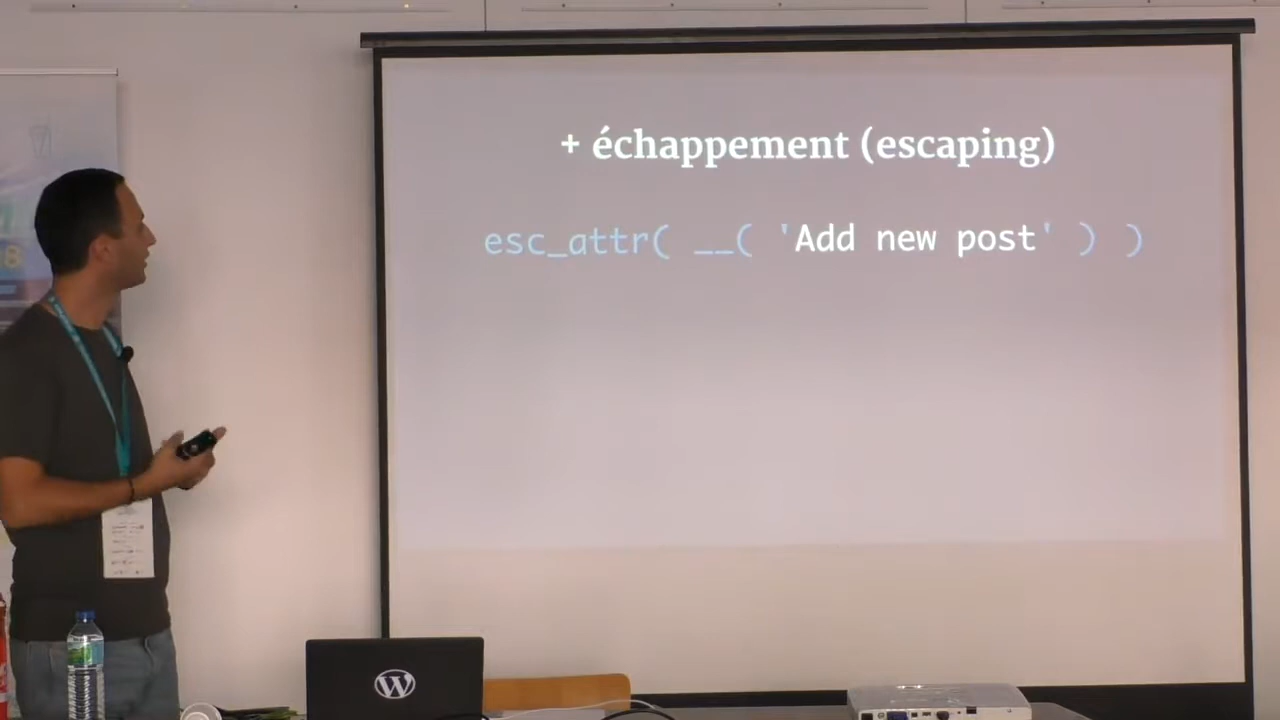 + échappement (escaping)
esc_attr( __( 'Add new post' ) )